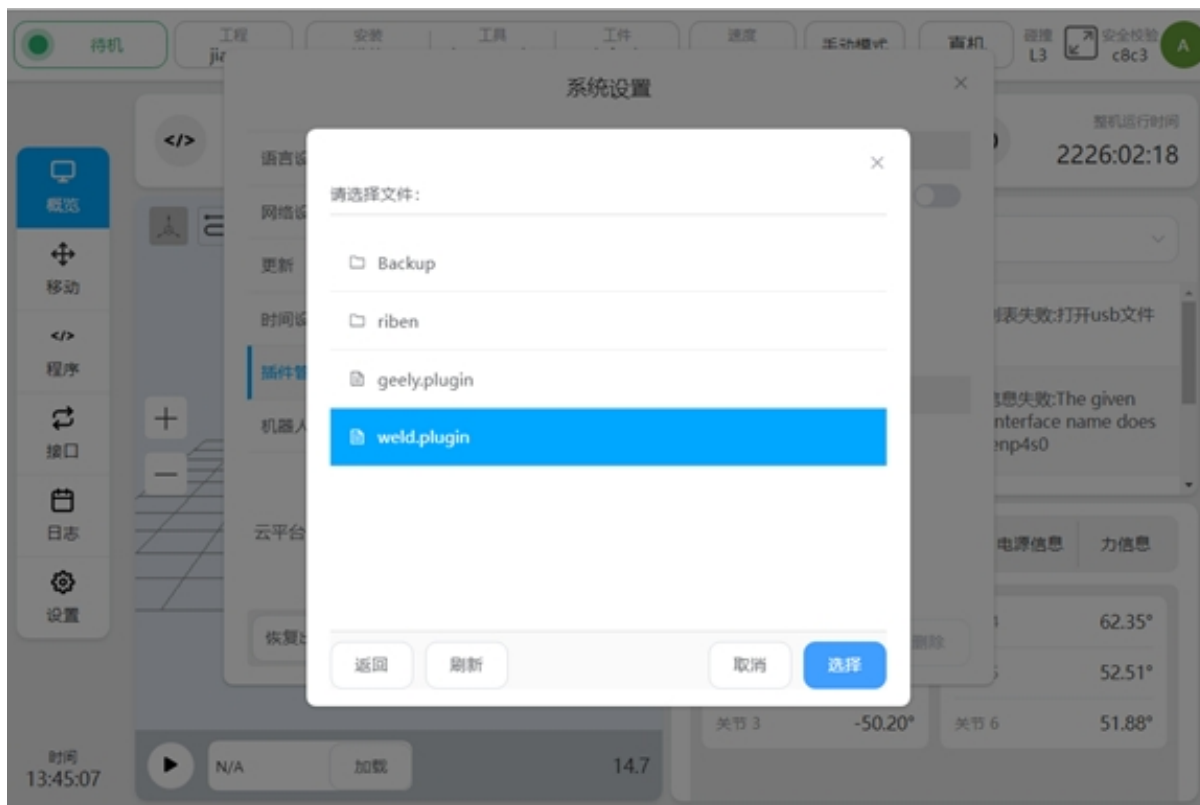 待机
工程
安装
工具
工件
速度
手动模式
真机
碰撞
L3
安全校验
c8c3
A
系统设置
整机运行时间
2226:02:18
概览
移动
程序
接口
日志
设置
时间
13:45:07
语言设
网络设
更新
时间设
插件管
机器人
云平台
请选择文件:
Backup
riben
geely.plugin
weld.plugin
返回
刷新
取消
选择
删除
列表失败:打开usb文件
信息失败:The given
nterface name does
enp4s0
电源信息
力信息
62.35°
52.51°
关节 3
-50.20°
关节 6
51.88°
N/A
加载
14.7